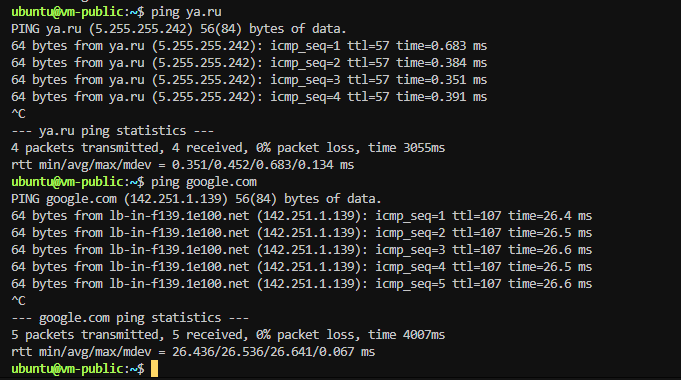 ubuntu@vm-public:~$ ping ya.ru
PING ya.ru (5.255.255.242) 56(84) bytes of data.
64 bytes from ya.ru (5.255.255.242): icmp_seq=1 ttl=57 time=0.683 ms
64 bytes from ya.ru (5.255.255.242): icmp_seq=2 ttl=57 time=0.384 ms
64 bytes from ya.ru (5.255.255.242): icmp_seq=3 ttl=57 time=0.351 ms
64 bytes from ya.ru (5.255.255.242): icmp_seq=4 ttl=57 time=0.391 ms
^C
--- ya.ru ping statistics ---
4 packets transmitted, 4 received, 0% packet loss, time 3055ms
rtt min/avg/max/mdev = 0.351/0.452/0.683/0.134 ms
ubuntu@vm-public:~$ ping google.com
PING google.com (142.251.1.139) 56(84) bytes of data.
64 bytes from lb-in-f139.1e100.net (142.251.1.139): icmp_seq=1 ttl=107 time=26.4 ms
64 bytes from lb-in-f139.1e100.net (142.251.1.139): icmp_seq=2 ttl=107 time=26.5 ms
64 bytes from lb-in-f139.1e100.net (142.251.1.139): icmp_seq=3 ttl=107 time=26.6 ms
64 bytes from lb-in-f139.1e100.net (142.251.1.139): icmp_seq=4 ttl=107 time=26.5 ms
64 bytes from lb-in-f139.1e100.net (142.251.1.139): icmp_seq=5 ttl=107 time=26.6 ms
^C
--- google.com ping statistics ---
5 packets transmitted, 5 received, 0% packet loss, time 4007ms
rtt min/avg/max/mdev = 26.436/26.536/26.641/0.067 ms
ubuntu@vm-public:~$